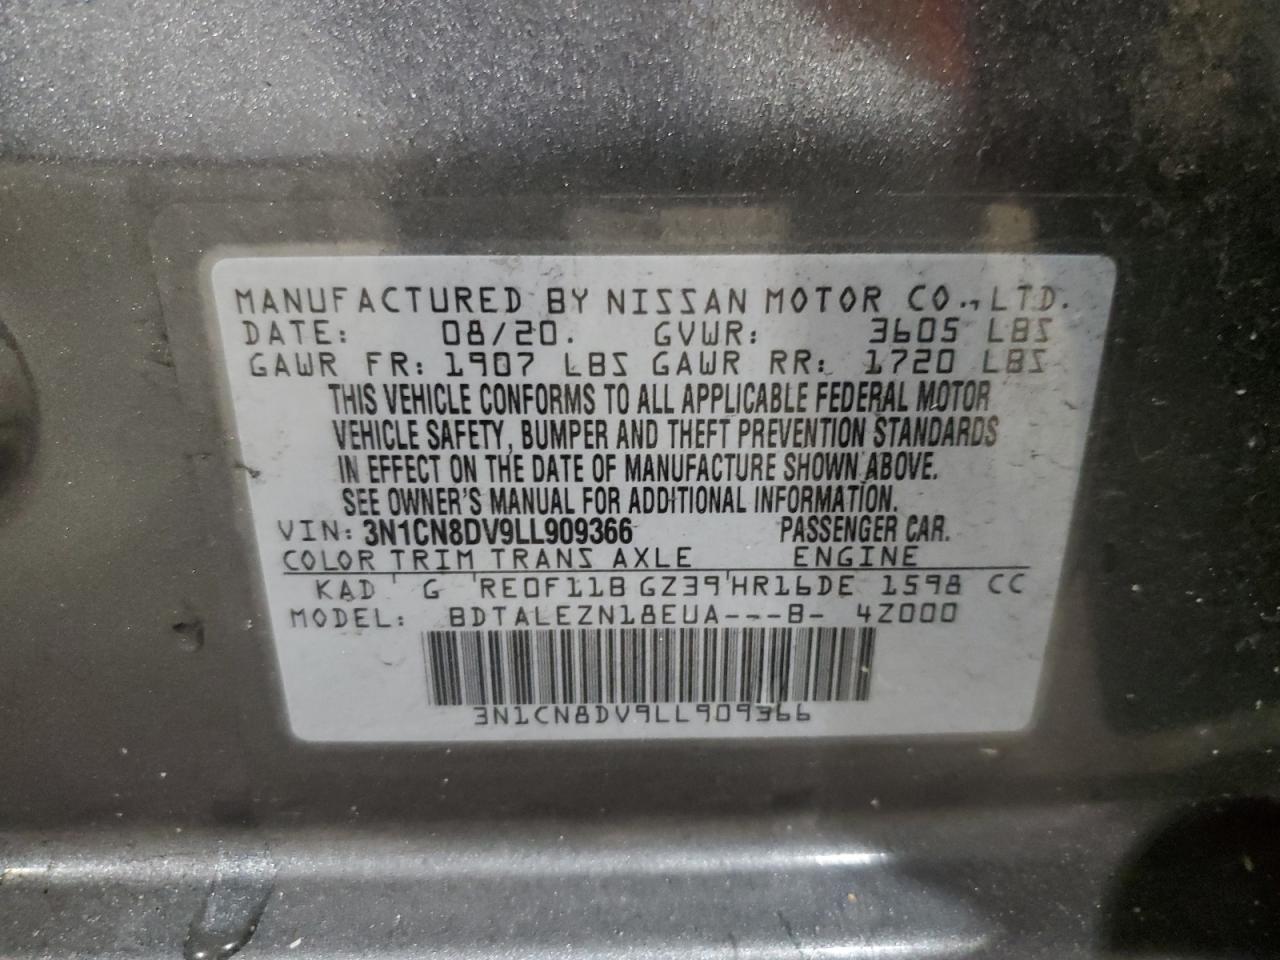 MANUFACTURED BY NISSAN MOTOR CO., LTD.
DATE: 08/20. GVWR: 3605 LBS
GAWR FR: 1907 LBS GAWR RR: 1720 LBS
THIS VEHICLE CONFORMS TO ALL APPLICABLE FEDERAL MOTOR
VEHICLE SAFETY, BUMPER AND THEFT PREVENTION STANDARDS
IN EFFECT ON THE DATE OF MANUFACTURE SHOWN ABOVE.
SEE OWNER'S MANUAL FOR ADDITIONAL INFORMATION.
VIN: 3N1CN8DV9LL909366 PASSENGER CAR.
COLOR TRIM TRANS AXLE ENGINE
KAD G RE0F11B GZ39 HR16DE 1598 CC
MODEL: BDTALEZN18EUA---B- 4Z000
3N1CN8DV9LL909366